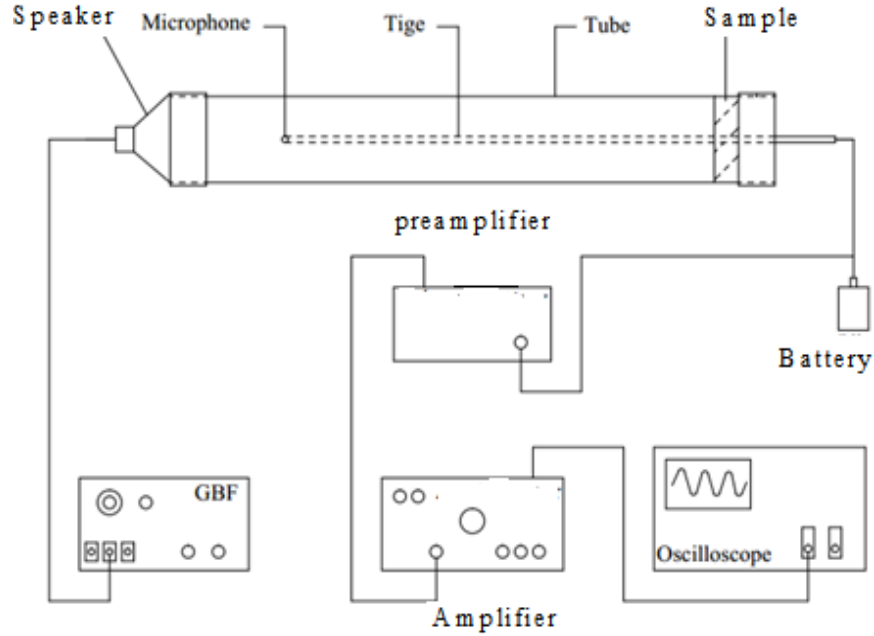 Speaker
Microphone
Tige
Tube
Sample
preamplifier
Battery
GBF
Oscilloscope
Amplifier